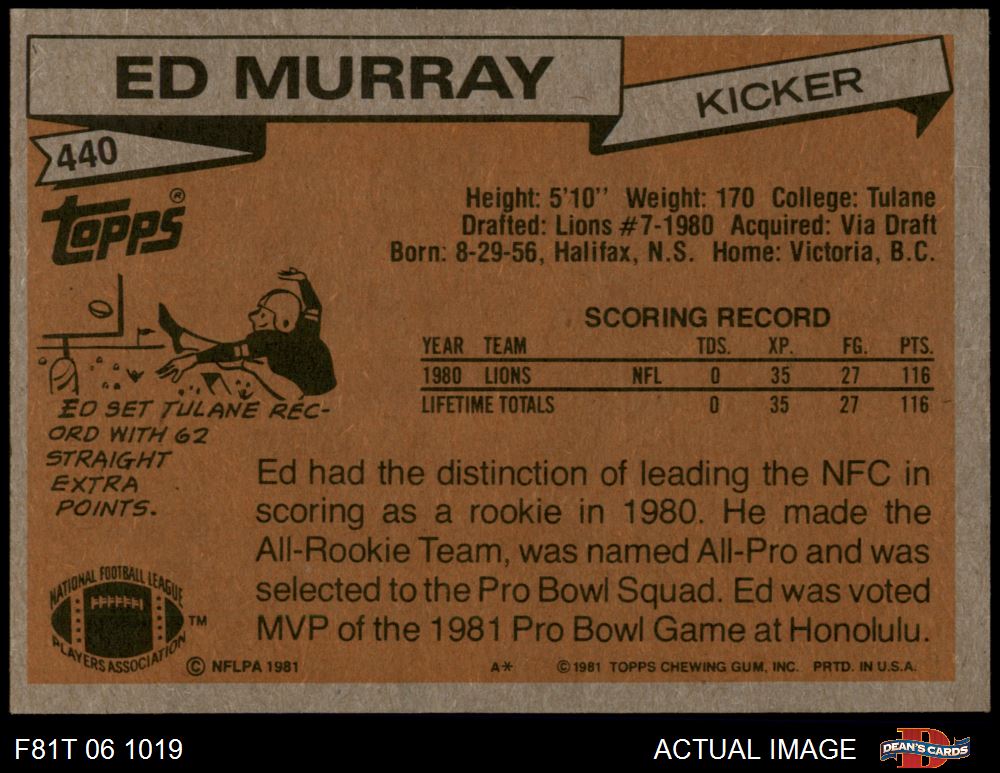 ED MURRAY
KICKER
440
TOPPS®
Height: 5'10'' Weight: 170 College: Tulane
Drafted: Lions #7-1980 Acquired: Via Draft
Born: 8-29-56, Halifax, N.S. Home: Victoria, B.C.
SCORING RECORD
YEAR TEAM TDS. XP. FG. PTS.
1980 LIONS NFL 0 35 27 116
LIFETIME TOTALS 0 35 27 116
ED SET TULANE REC-
ORD WITH 62
STRAIGHT
EXTRA
POINTS.
Ed had the distinction of leading the NFC in
scoring as a rookie in 1980. He made the
All-Rookie Team, was named All-Pro and was
selected to the Pro Bowl Squad. Ed was voted
MVP of the 1981 Pro Bowl Game at Honolulu.
NATIONAL FOOTBALL LEAGUE
PLAYERS ASSOCIATION
TM
© NFLPA 1981
A*
© 1981 TOPPS CHEWING GUM, INC. PRTD. IN U.S.A.
F81T 06 1019
ACTUAL IMAGE
D
DEAN'S CARDS